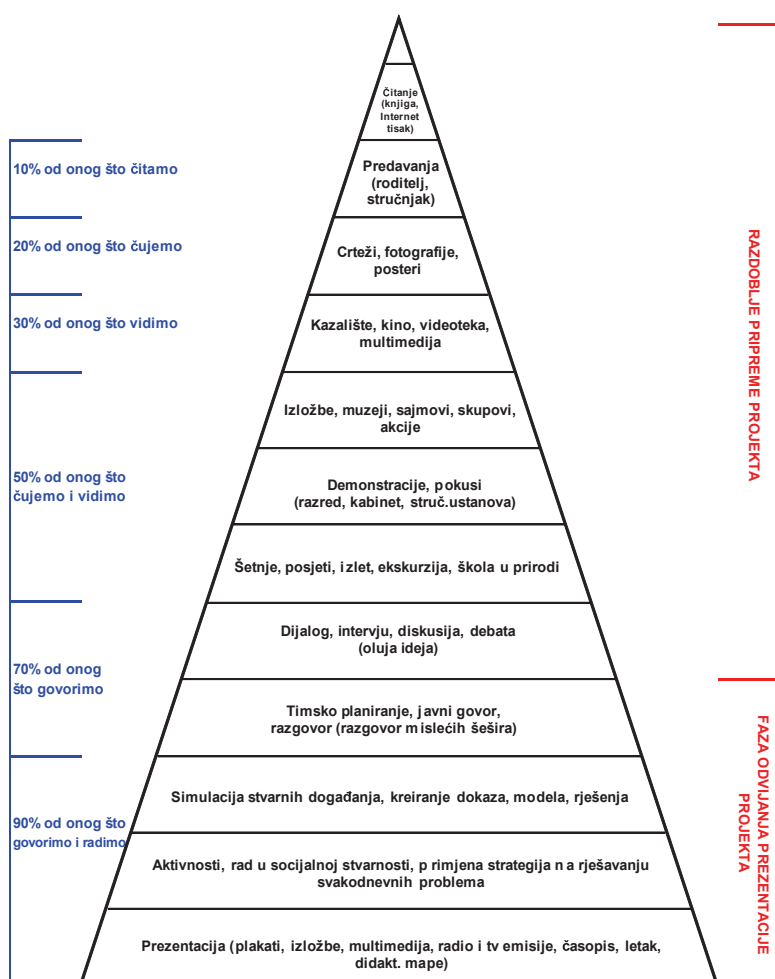 Čitanje
(knjiga,
Internet
tisak)
10% od onog što čitamo
Predavanja
(roditelj,
stručnjak)
20% od onog što čujemo
Crteži, fotografije,
posteri
30% od onog što vidimo
Kazalište, kino, videoteka,
multimedija
Izložbe, muzeji, sajmovi, skupovi,
akcije
50% od onog što
čujemo i vidimo
Demonstracije, pokusi
(razred, kabinet, struč.ustanova)
Šetnje, posjeti, izlet, ekskurzija, škola u prirodi
Dijalog, intervju, diskusija, debata
(oluja ideja)
70% od onog
što govorimo
Timsko planiranje, javni govor,
razgovor (razgovor mislećih šešira)
Simulacija stvarnih događanja, kreiranje dokaza, modela, rješenja
90% od onog što
govorimo i radimo
Aktivnosti, rad u socijalnoj stvarnosti, primjena strategija na rješavanju
svakodnevnih problema
Prezentacija (plakati, izložbe, multimedija, radio i tv emisije, časopis, letak,
didakt. mape)
RAZDOBLJE PRIPREME PROJEKTA
FAZA ODVIJANJA PREZENTACIJE
PROJEKTA